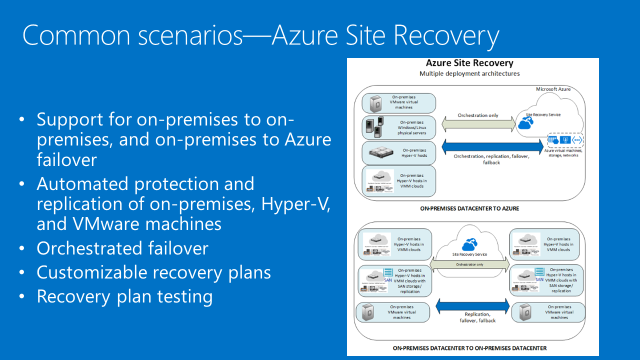 Common scenarios—Azure Site Recovery
• Support for on-premises to on-
premises, and on-premises to Azure
failover
• Automated protection and
replication of on-premises, Hyper-V,
and VMware machines
• Orchestrated failover
• Customizable recovery plans
• Recovery plan testing
Azure Site Recovery
Multiple deployment architectures
Microsoft Azure
On-premises
VMware virtual
machines
On-premises
Windows/Linux
physical servers
On-premises
Hyper-V hosts
On-premises
Hyper-V hosts in
VMM clouds
Orchestration only
Site Recovery Service
Orchestration, replication, failover,
failback
Azure virtual machines,
storage, networks
ON-PREMISES DATACENTER TO AZURE
On-premises
Hyper-V hosts in
VMM clouds
On-premises
Hyper-V hosts in
VMM clouds with
SAN storage/
replication
SAN
On-premises
VMware virtual
machines
Site Recovery Service
Orchestration only
Replication,
failover, failback
On-premises
Hyper-V hosts in
VMM clouds
On-premises
Hyper-V hosts in
VMM clouds with
SAN storage/
replication
SAN
On-premises
VMware virtual
machines
ON-PREMISES DATACENTER TO ON-PREMISES DATACENTER